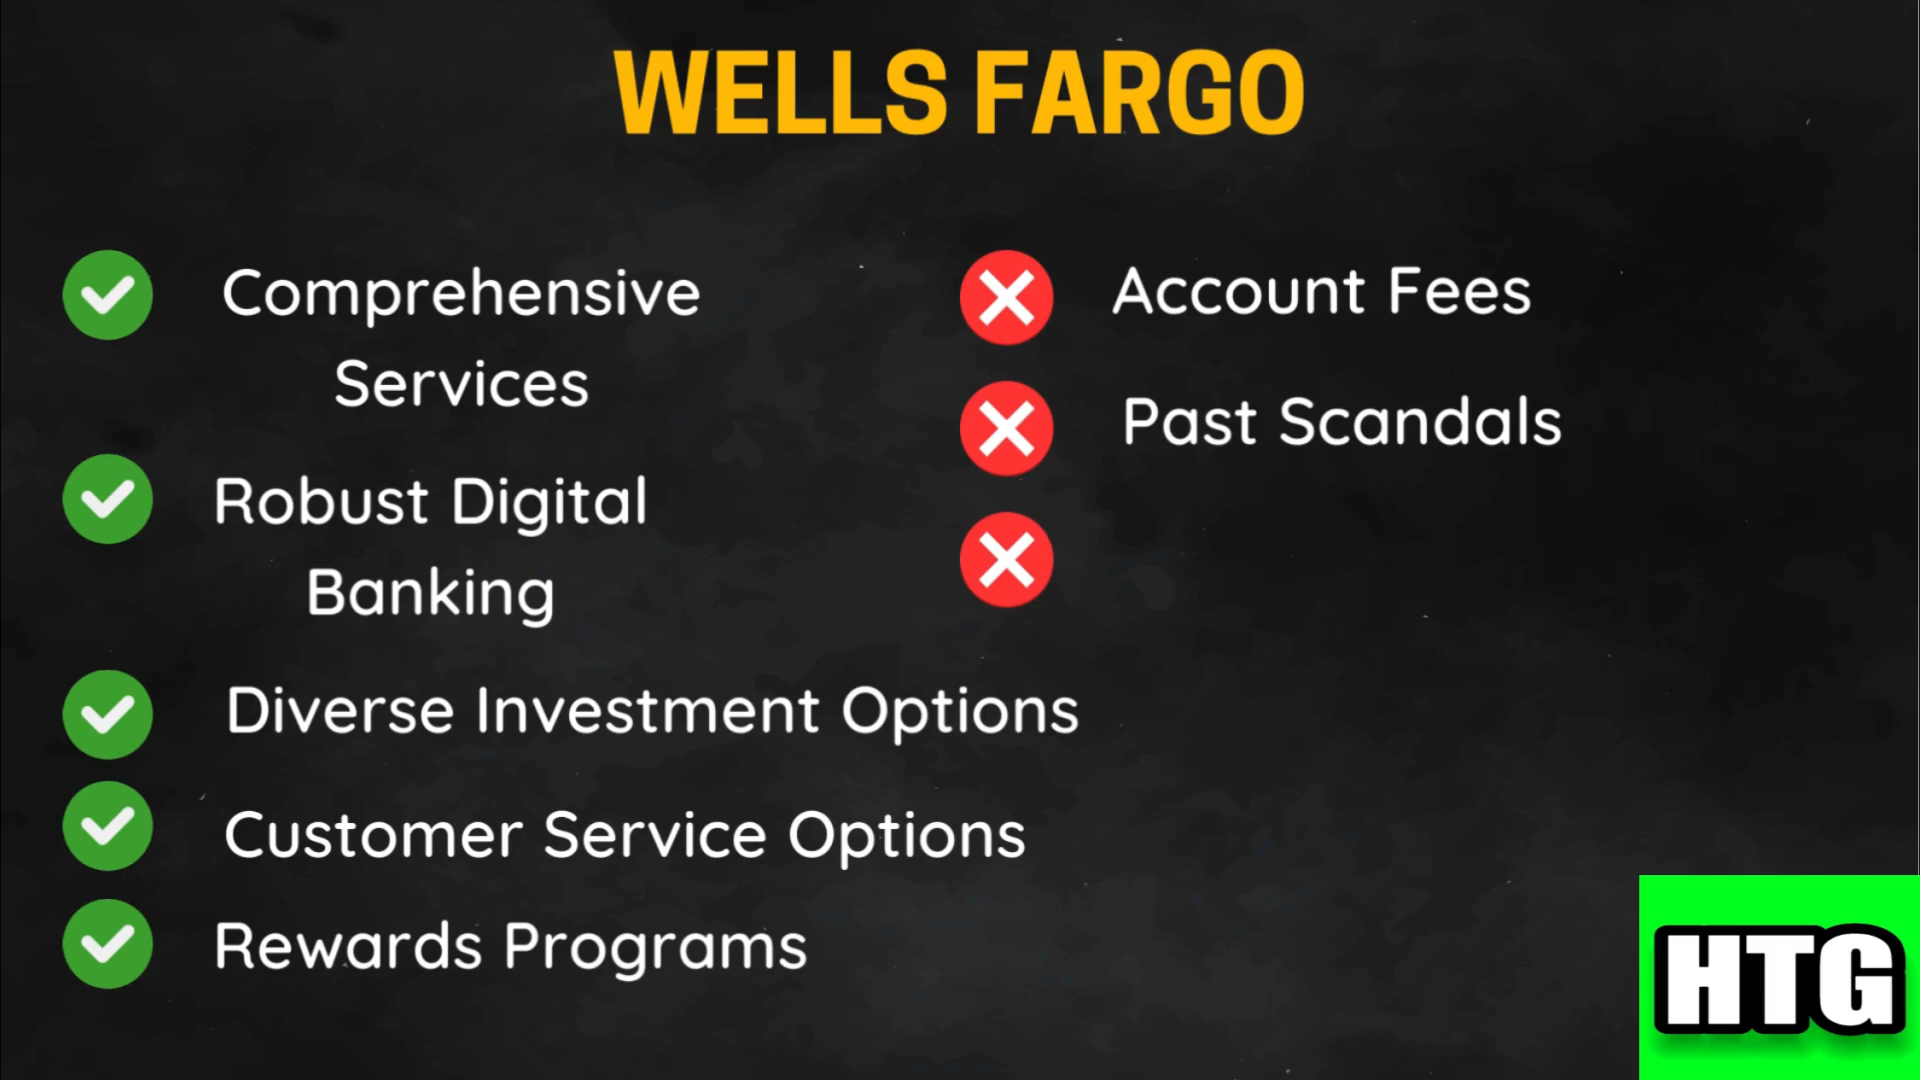 WELLS FARGO
Comprehensive
Services
Robust Digital
Banking
Diverse Investment Options
Customer Service Options
Rewards Programs
Account Fees
Past Scandals
HTG